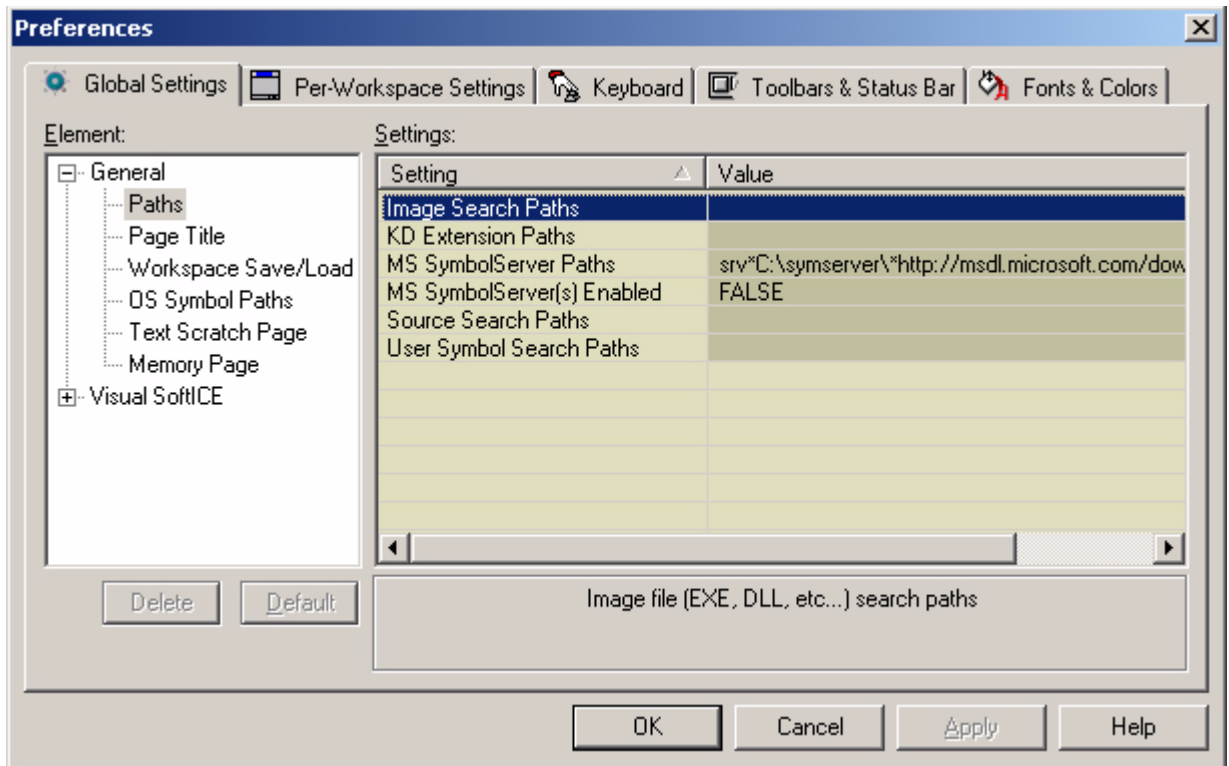 Preferences
Global Settings
Per-Workspace Settings
Keyboard
Toolbars & Status Bar
Fonts & Colors
Element:
General
Paths
Page Title
Workspace Save/Load
OS Symbol Paths
Text Scratch Page
Memory Page
Visual SoftICE
Delete
Default
Settings:
Setting Value
Image Search Paths
KD Extension Paths
MS SymbolServer Paths srv*C:\symserver\*http://msdl.microsoft.com/dow
MS SymbolServer(s) Enabled FALSE
Source Search Paths
User Symbol Search Paths
Image file (EXE, DLL, etc...) search paths
OK
Cancel
Apply
Help